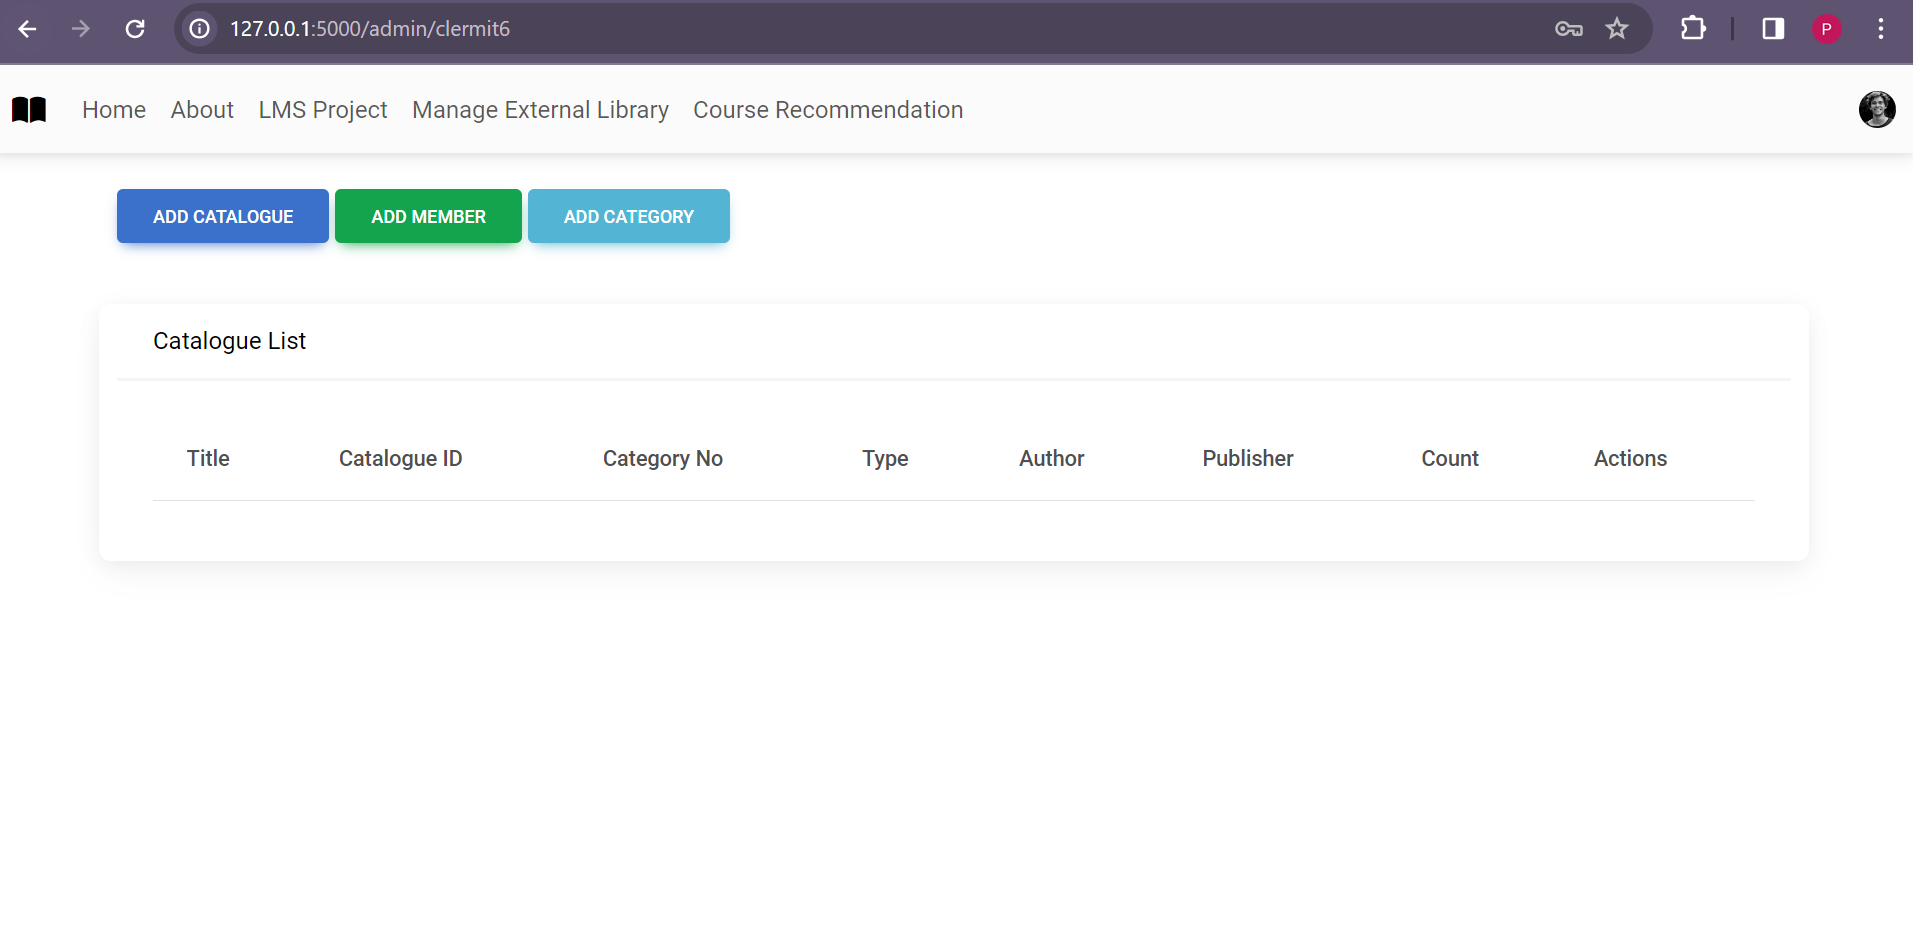 127.0.0.1:5000/admin/clermit6
P
Home About LMS Project Manage External Library Course Recommendation
ADD CATALOGUE ADD MEMBER ADD CATEGORY
Catalogue List
Title Catalogue ID Category No Type Author Publisher Count Actions